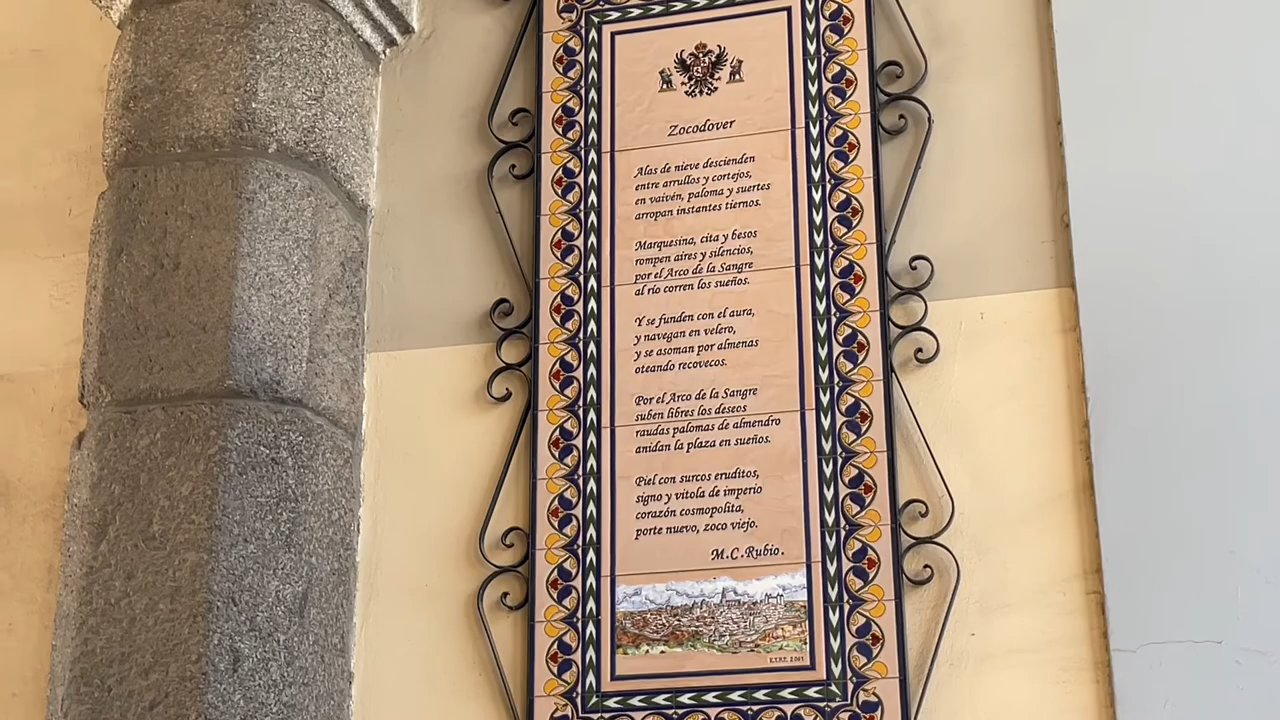 Zocodover
Alas de nieve descienden
entre arrullos y cortejos,
en vaivén, paloma y suertes
arropan instantes tiernos.
Marquesina, cita y besos
rompen aires y silencios,
por el Arco de la Sangre
al río corren los sueños.
Y se funden con el aura,
y navegan en velero,
y se asoman por almenas
oteando recovecos.
Por el Arco de la Sangre
suben libres los deseos
raudas palomas de almendro
anidan la plaza en sueños.
Piel con surcos eruditos,
signo y vitola de imperio
corazón cosmopolita,
porte nuevo, zoco viejo.
M.C.Rubio.